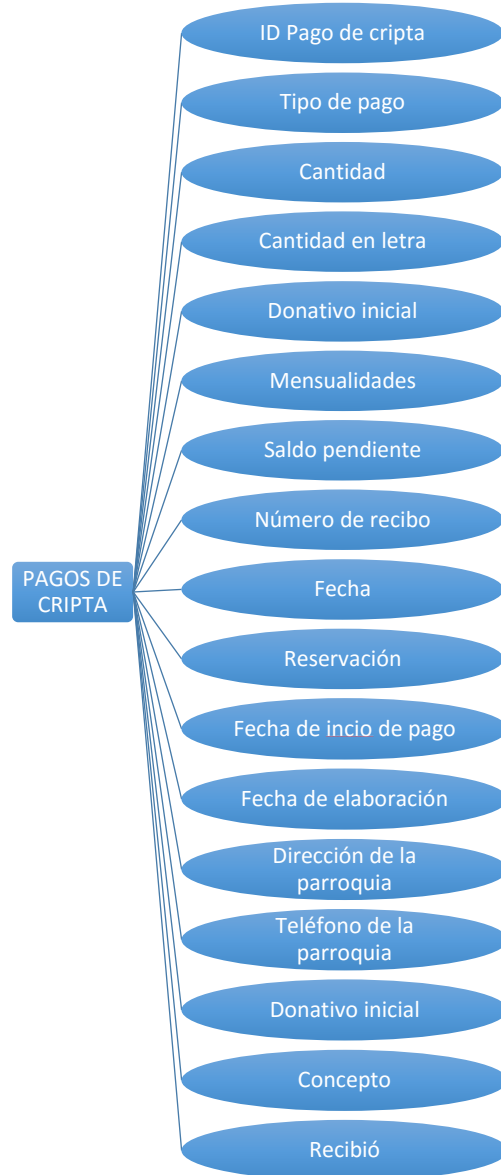 ID Pago de cripta
Tipo de pago
Cantidad
Cantidad en letra
Donativo inicial
Mensualidades
Saldo pendiente
Número de recibo
PAGOS DE
CRIPTA
Fecha
Reservación
Fecha de incio de pago
Fecha de elaboración
Dirección de la
parroquia
Teléfono de la
parroquia
Donativo inicial
Concepto
Recibió